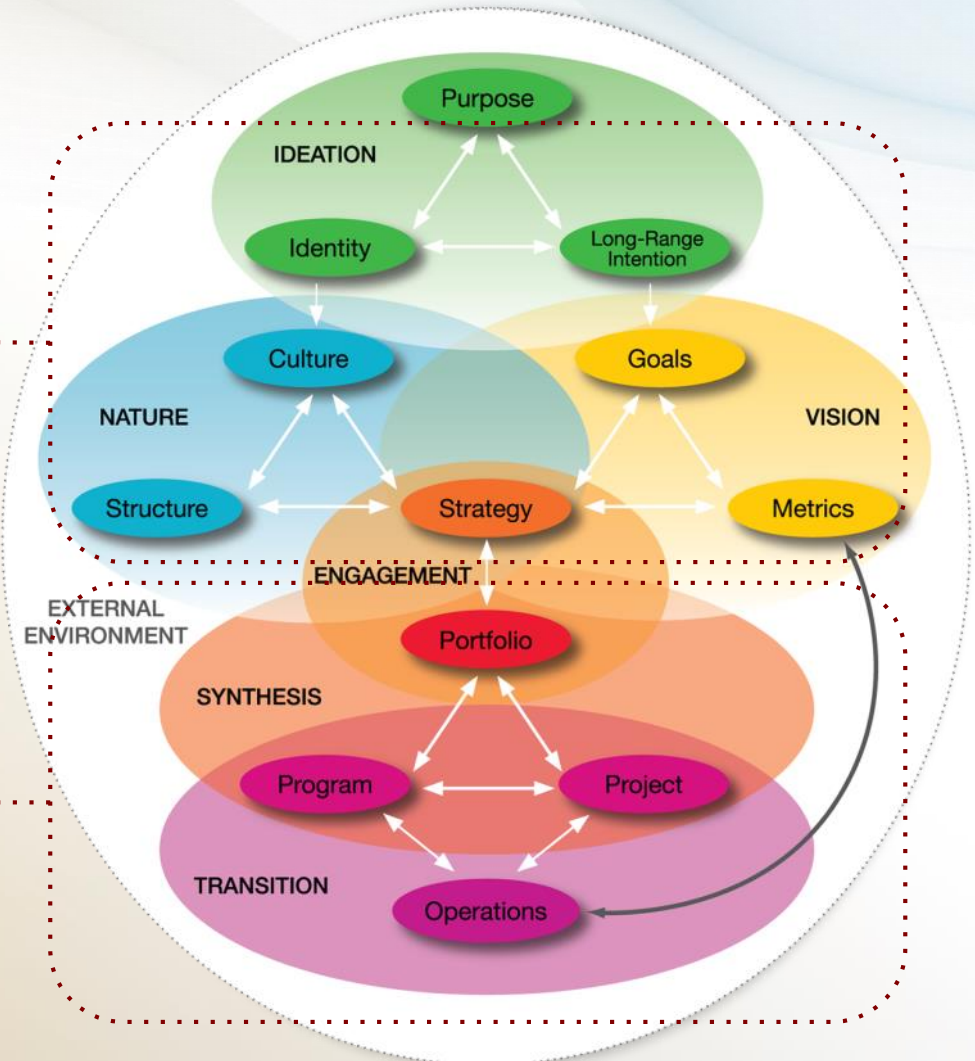 Purpose
IDEATION
Identity
Long-Range
Intention
Culture
Goals
NATURE
VISION
Structure
Strategy
Metrics
ENGAGEMENT
EXTERNAL
ENVIRONMENT
Portfolio
SYNTHESIS
Program
Project
TRANSITION
Operations